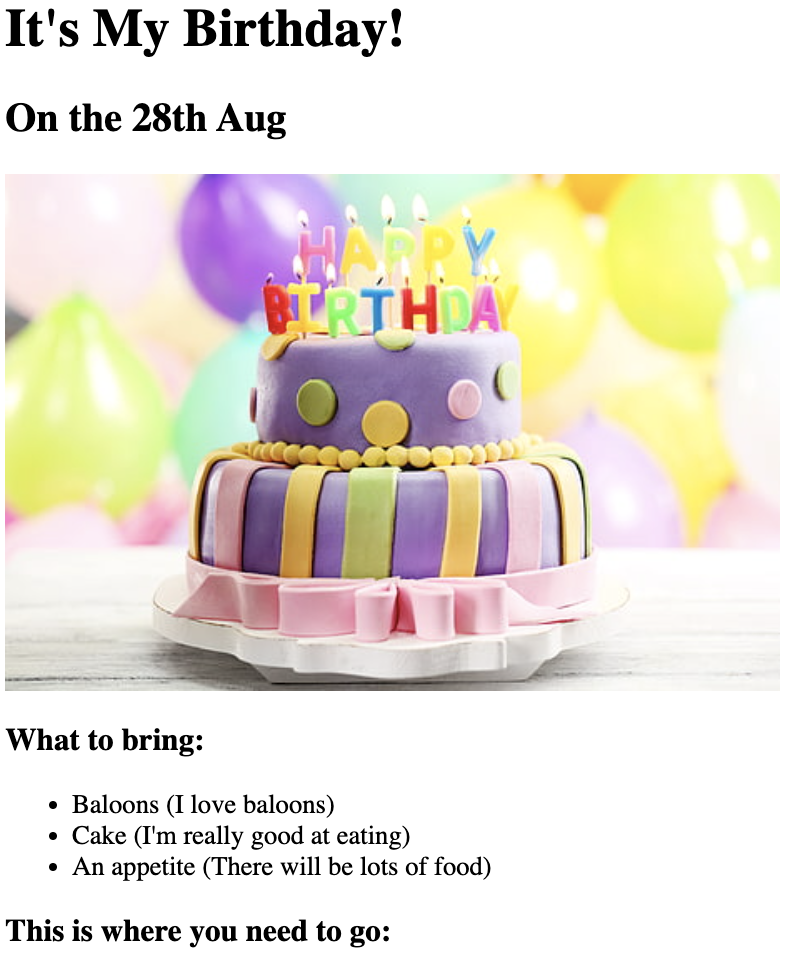 It's My Birthday!
On the 28th Aug
HAPPY
BIRTHDAY
What to bring:
Baloons (I love baloons)
Cake (I'm really good at eating)
An appetite (There will be lots of food)
This is where you need to go: